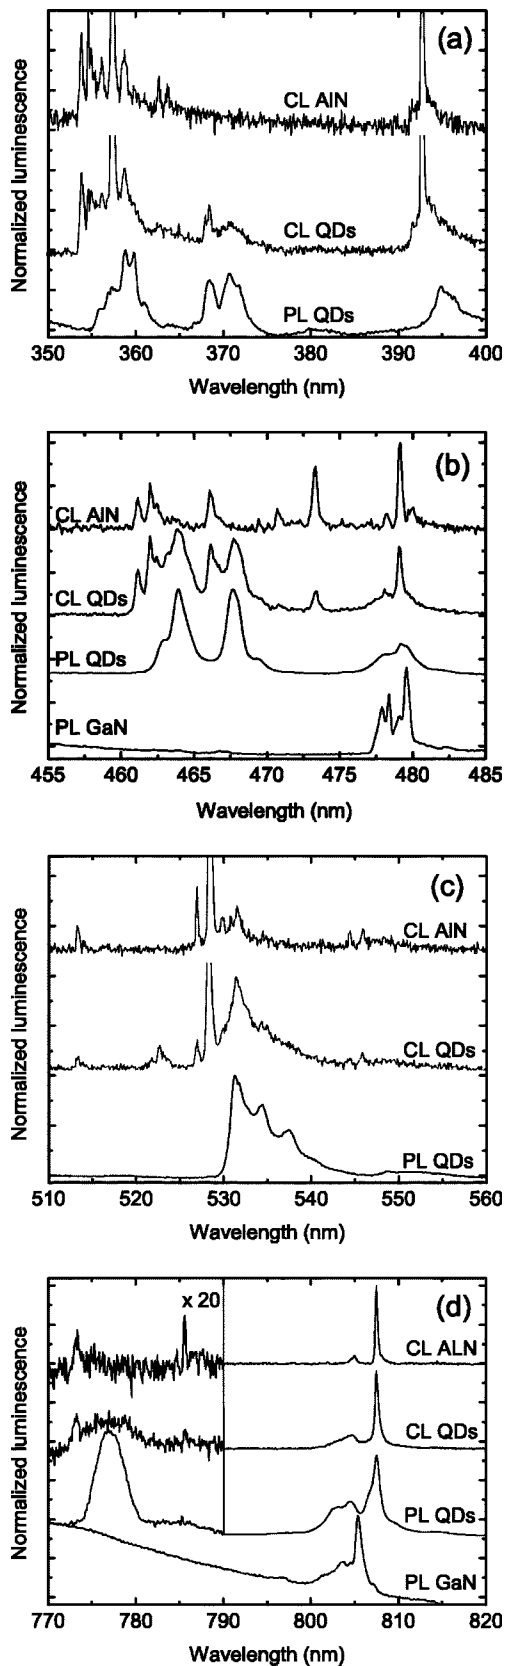 (a)
CL AlN
CL QDs
PL QDs
Normalized luminescence
350 360 370 380 390 400
Wavelength (nm)
(b)
CL AlN
CL QDs
PL QDs
PL GaN
Normalized luminescence
455 460 465 470 475 480 485
Wavelength (nm)
(c)
CL AlN
CL QDs
PL QDs
Normalized luminescence
510 520 530 540 550 560
Wavelength (nm)
(d)
x 20
CL ALN
CL QDs
PL QDs
PL GaN
Normalized luminescence
770 780 790 800 810 820
Wavelength (nm)